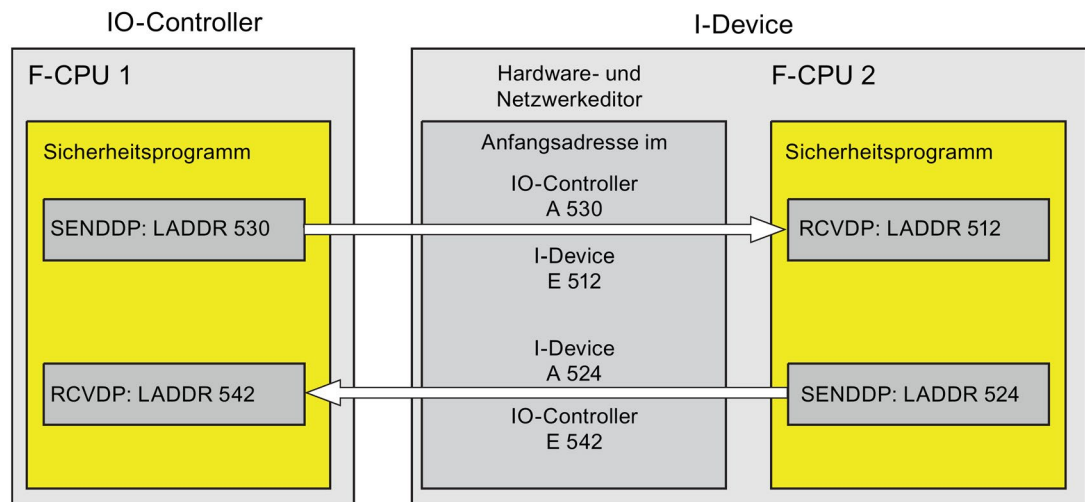 IO-Controller
I-Device
F-CPU 1
Hardware- und
Netzwerkeditor
F-CPU 2
Sicherheitsprogramm
Anfangsadresse im
Sicherheitsprogramm
IO-Controller
A 530
SENDDP: LADDR 530
RCVDP: LADDR 512
I-Device
E 512
I-Device
A 524
RCVDP: LADDR 542
SENDDP: LADDR 524
IO-Controller
E 542